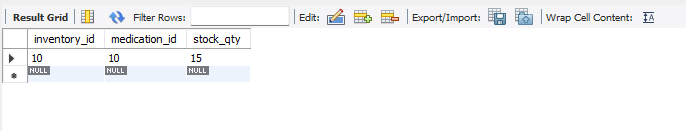 Result Grid Filter Rows: Edit: Export/Import: Wrap Cell Content: IA
inventory_id medication_id stock_qty
10 10 15
NULL NULL NULL